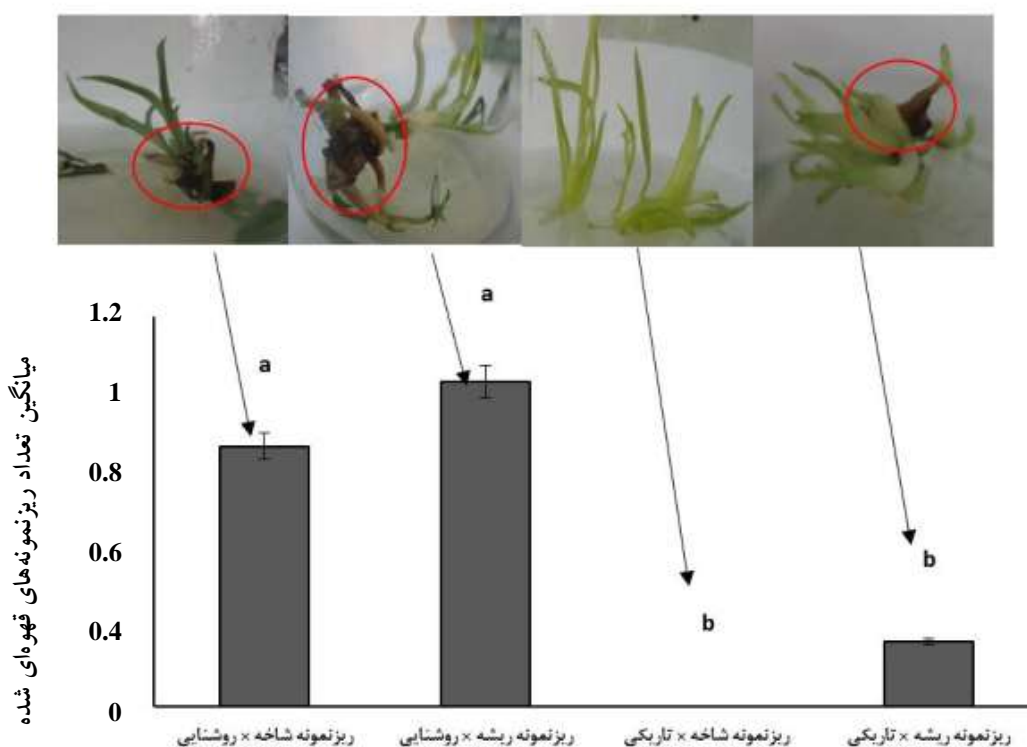 a
a
1.2
1
0.8
0.6
0.4
0
b
b
میانگین تعداد ریزنمونه‌های قهوه‌ای شده
ریزنمونه شاخه × روشنایی
ریزنمونه ریشه × روشنایی
ریزنمونه شاخه × تاریکی
ریزنمونه ریشه × تاریکی